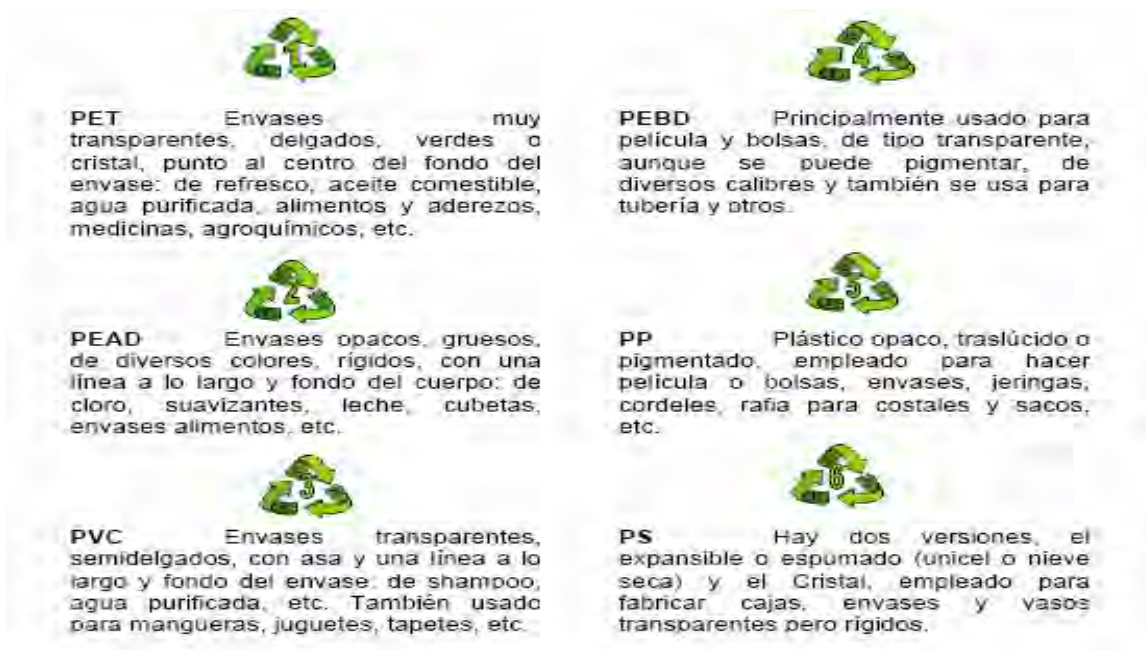 1
PET Envases muy
transparentes, delgados, verdes o
cristal, punto al centro del fondo del
envase: de refresco, aceite comestible,
agua purificada, alimentos y aderezos,
medicinas, agroquímicos, etc.
2
PEAD Envases opacos, gruesos,
de diversos colores, rígidos, con una
línea a lo largo y fondo del cuerpo: de
cloro, suavizantes, leche, cubetas,
envases alimentos, etc.
3
PVC Envases transparentes,
semidelgados, con asa y una línea a lo
largo y fondo del envase: de shampoo,
agua purificada, etc. También usado
para mangueras, juguetes, tapetes, etc.
4
PEBD Principalmente usado para
película y bolsas, de tipo transparente,
aunque se puede pigmentar, de
diversos calibres y también se usa para
tubería y otros.
5
PP Plástico opaco, traslúcido o
pigmentado, empleado para hacer
película o bolsas, envases, jeringas,
cordeles, rafia para costales y sacos,
etc.
6
PS Hay dos versiones, el
expansible o espumado (unicel o nieve
seca) y el Cristal, empleado para
fabricar cajas, envases y vasos
transparentes pero rígidos.